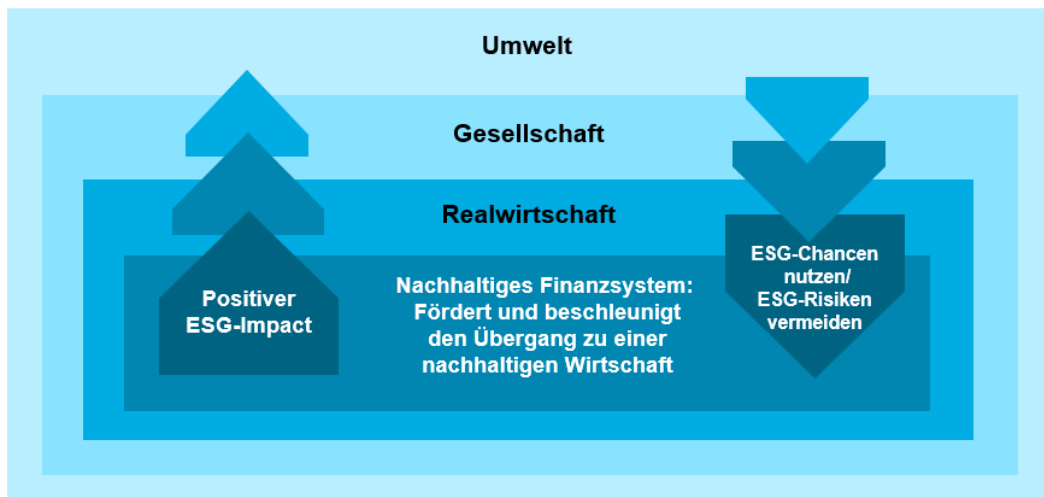 Umwelt
Gesellschaft
Realwirtschaft
Positiver
ESG-Impact
Nachhaltiges Finanzsystem:
Fördert und beschleunigt
den Übergang zu einer
nachhaltigen Wirtschaft
ESG-Chancen
nutzen/
ESG-Risiken
vermeiden